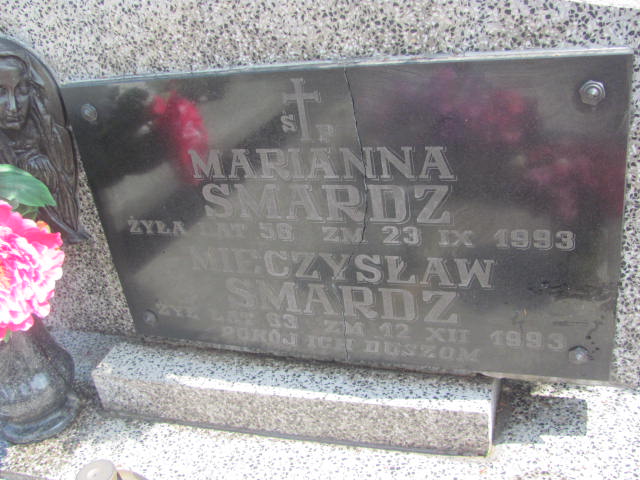 Ś P
MARIANNA
SMARDZ
ŻYŁA LAT 56 ZM 23 IX 1993
MIECZYSŁAW
SMARDZ
ŻYŁ LAT 63 ZM 12 XII 1993
POKÓJ ICH DUSZOM